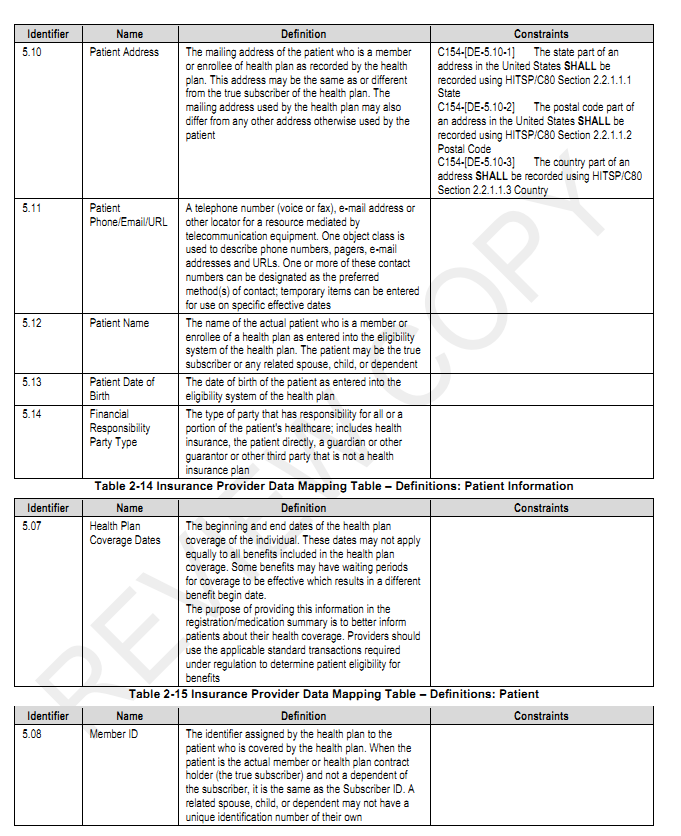 Identifier Name Definition Constraints
5.10 Patient Address The mailing address of the patient who is a member C154-[DE-5.10-1] The state part of an
or enrollee of health plan as recorded by the health address in the United States SHALL be
plan. This address may be the same as or different recorded using HITSP/C80 Section 2.2.1.1.1
from the true subscriber of the health plan. The State
mailing address used by the health plan may also C154-[DE-5.10-2] The postal code part of
differ from any other address otherwise used by the an address in the United States SHALL be
patient recorded using HITSP/C80 Section 2.2.1.1.2
Postal Code
C154-[DE-5.10-3] The country part of an
address SHALL be recorded using HITSP/C80
Section 2.2.1.1.3 Country
5.11 Patient A telephone number (voice or fax), e-mail address or
Phone/Email/URL other locator for a resource mediated by
telecommunication equipment. One object class is
used to describe phone numbers, pagers, e-mail
addresses and URLs. One or more of these contact
numbers can be designated as the preferred
method(s) of contact; temporary items can be entered
for use on specific effective dates
5.12 Patient Name The name of the actual patient who is a member or
enrollee of a health plan as entered into the eligibility
system of the health plan. The patient may be the true
subscriber or any related spouse, child, or dependent
5.13 Patient Date of The date of birth of the patient as entered into the
Birth eligibility system of the health plan
5.14 Financial The type of party that has responsibility for all or a
Responsibility portion of the patient's healthcare; includes health
Party Type insurance, the patient directly, a guardian or other
guarantor or other third party that is not a health
insurance plan
Table 2-14 Insurance Provider Data Mapping Table – Definitions: Patient Information
Identifier Name Definition Constraints
5.07 Health Plan The beginning and end dates of the health plan
Coverage Dates coverage of the individual. These dates may not apply
equally to all benefits included in the health plan
coverage. Some benefits may have waiting periods
for coverage to be effective which results in a different
benefit begin date.
The purpose of providing this information in the
registration/medication summary is to better inform
patients about their health coverage. Providers should
use the applicable standard transactions required
under regulation to determine patient eligibility for
benefits
Table 2-15 Insurance Provider Data Mapping Table – Definitions: Patient
Identifier Name Definition Constraints
5.08 Member ID The identifier assigned by the health plan to the
patient who is covered by the health plan. When the
patient is the actual member or health plan contract
holder (the true subscriber) and not a dependent of
the subscriber, it is the same as the Subscriber ID. A
related spouse, child, or dependent may not have a
unique identification number of their own
REVIEW COPY